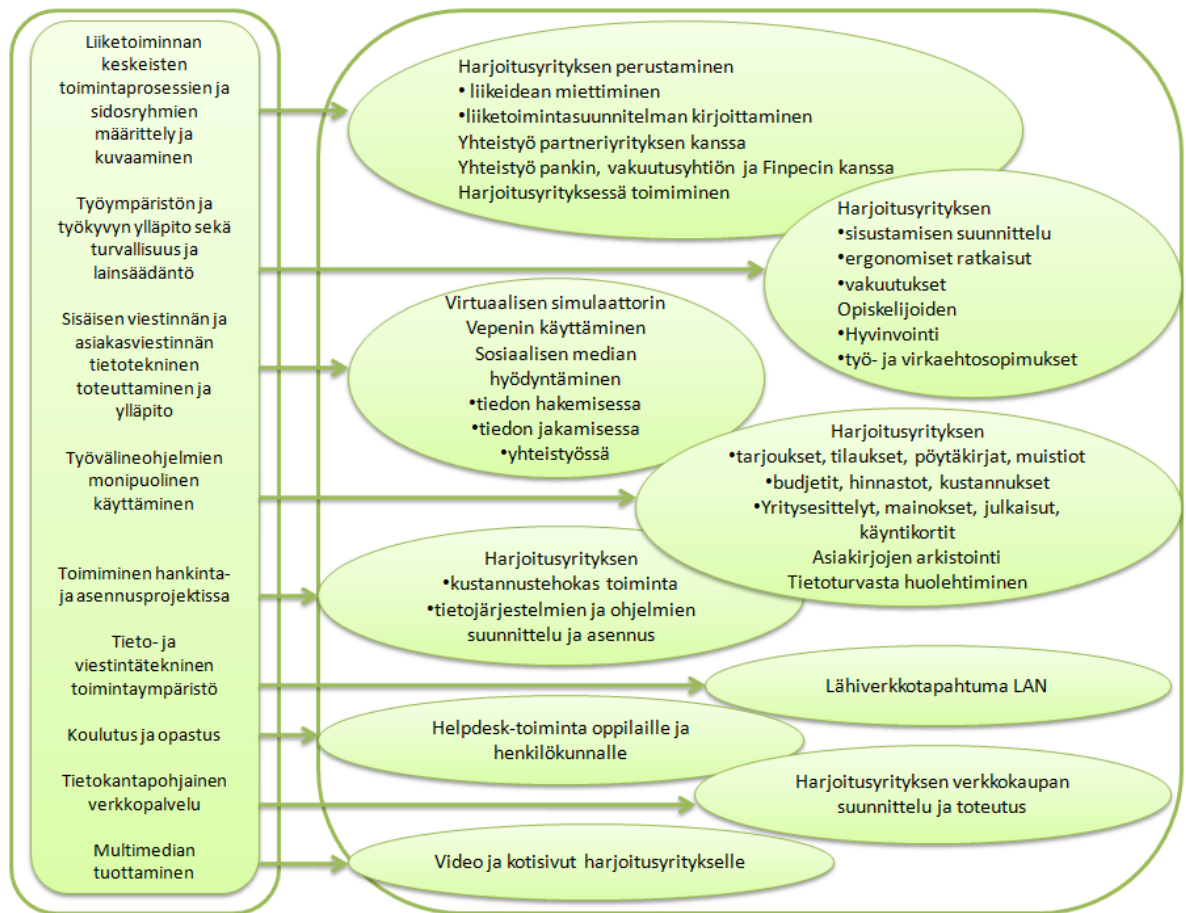 Liiketoiminnan
keskeisten
toimintaprosessien ja
sidosryhmien
määrittely ja
kuvaaminen
Työympäristön ja
työkyvyn ylläpito sekä
turvallisuus ja
lainsäädäntö
Sisäisen viestinnän ja
asiakasviestinnän
tietotekninen
toteuttaminen ja
ylläpito
Työvälineohjelmien
monipuolinen
käyttäminen
Toimiminen hankinta-
ja asennusprojektissa
Tieto- ja
viestintätekninen
toimintaympäristö
Koulutus ja opastus
Tietokantapohjainen
verkkopalvelu
Multimedian
tuottaminen
Harjoitusyrityksen perustaminen
• liikeidean miettiminen
•liiketoimintasuunnitelman kirjoittaminen
Yhteistyö partneriyrityksen kanssa
Yhteistyö pankin, vakuutusyhtiön ja Finpecin kanssa
Harjoitusyrityksessä toimiminen
Harjoitusyrityksen
•sisustamisen suunnittelu
•ergonomiset ratkaisut
•vakuutukset
Opiskelijoiden
•Hyvinvointi
•työ- ja virkaehtosopimukset
Virtuaalisen simulaattorin
Vepenin käyttäminen
Sosiaalisen median
hyödyntäminen
•tiedon hakemisessa
•tiedon jakamisessa
•yhteistyössä
Harjoitusyrityksen
•tarjoukset, tilaukset, pöytäkirjat, muistiot
•budjetit, hinnastot, kustannukset
•Yritysesittelyt, mainokset, julkaisut,
käyntikortit
Asiakirjojen arkistointi
Tietoturvasta huolehtiminen
Harjoitusyrityksen
•kustannustehokas toiminta
•tietojärjestelmien ja ohjelmien
suunnittelu ja asennus
Lähiverkkotapahtuma LAN
Helpdesk-toiminta oppilaille ja
henkilökunnalle
Harjoitusyrityksen verkkokaupan
suunnittelu ja toteutus
Video ja kotisivut harjoitusyritykselle